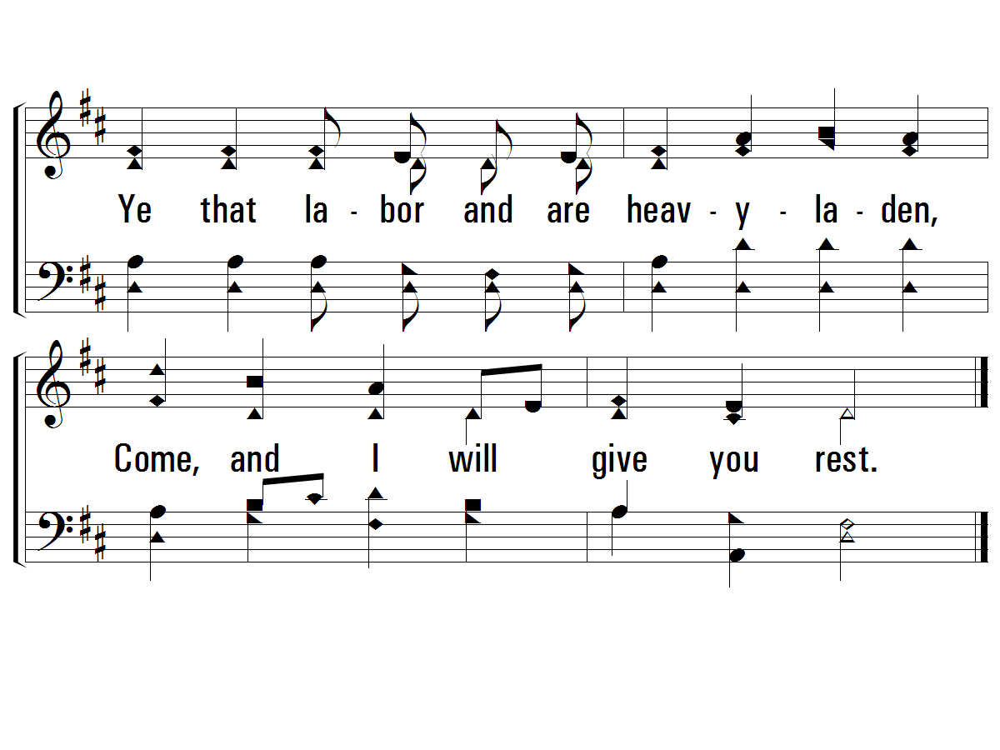 Ye that la - bor and are heav - y - la - den,
Come, and I will give you rest.